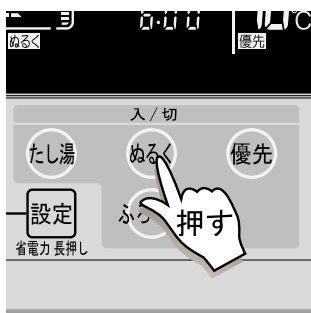 ぬるく
優先
入/切
たし湯 ぬるく 優先
設定
押す
省電力 長押し